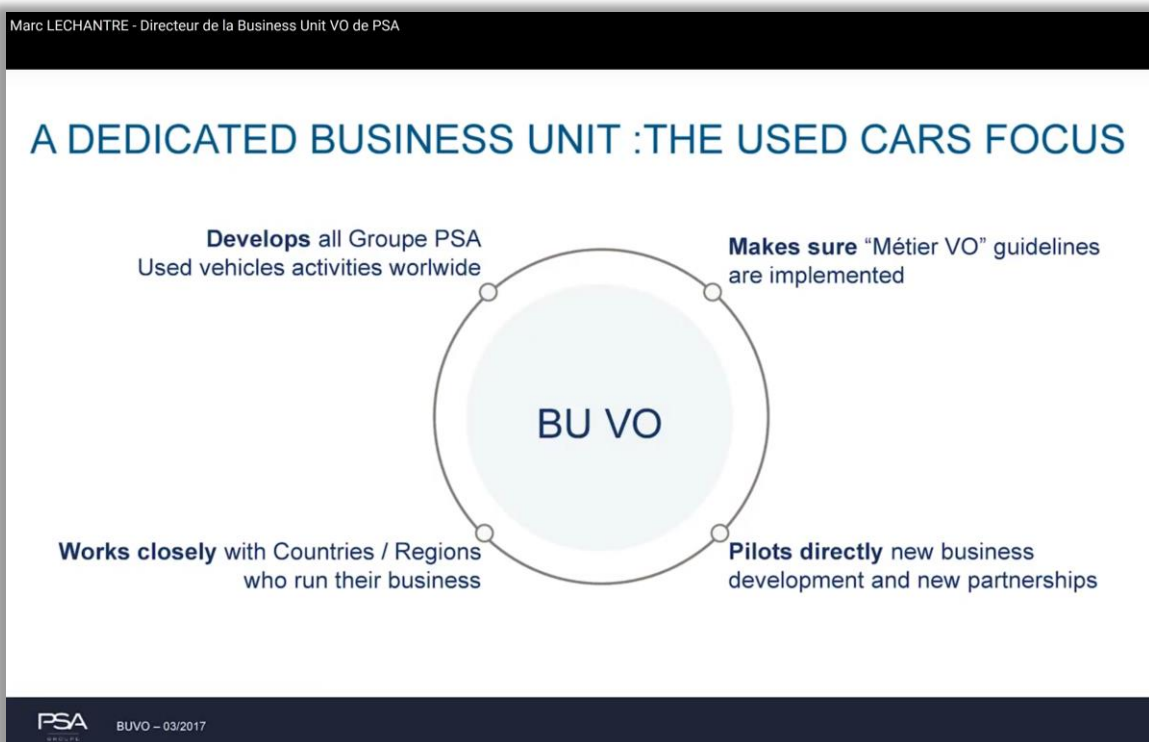 Marc LECHANTRE - Directeur de la Business Unit VO de PSA
A DEDICATED BUSINESS UNIT :THE USED CARS FOCUS
Develops all Groupe PSA
Used vehicles activities worlwide
Makes sure “Métier VO” guidelines
are implemented
BU VO
Works closely with Countries / Regions
who run their business
Pilots directly new business
development and new partnerships
PSA
GROUPE
BUVO – 03/2017